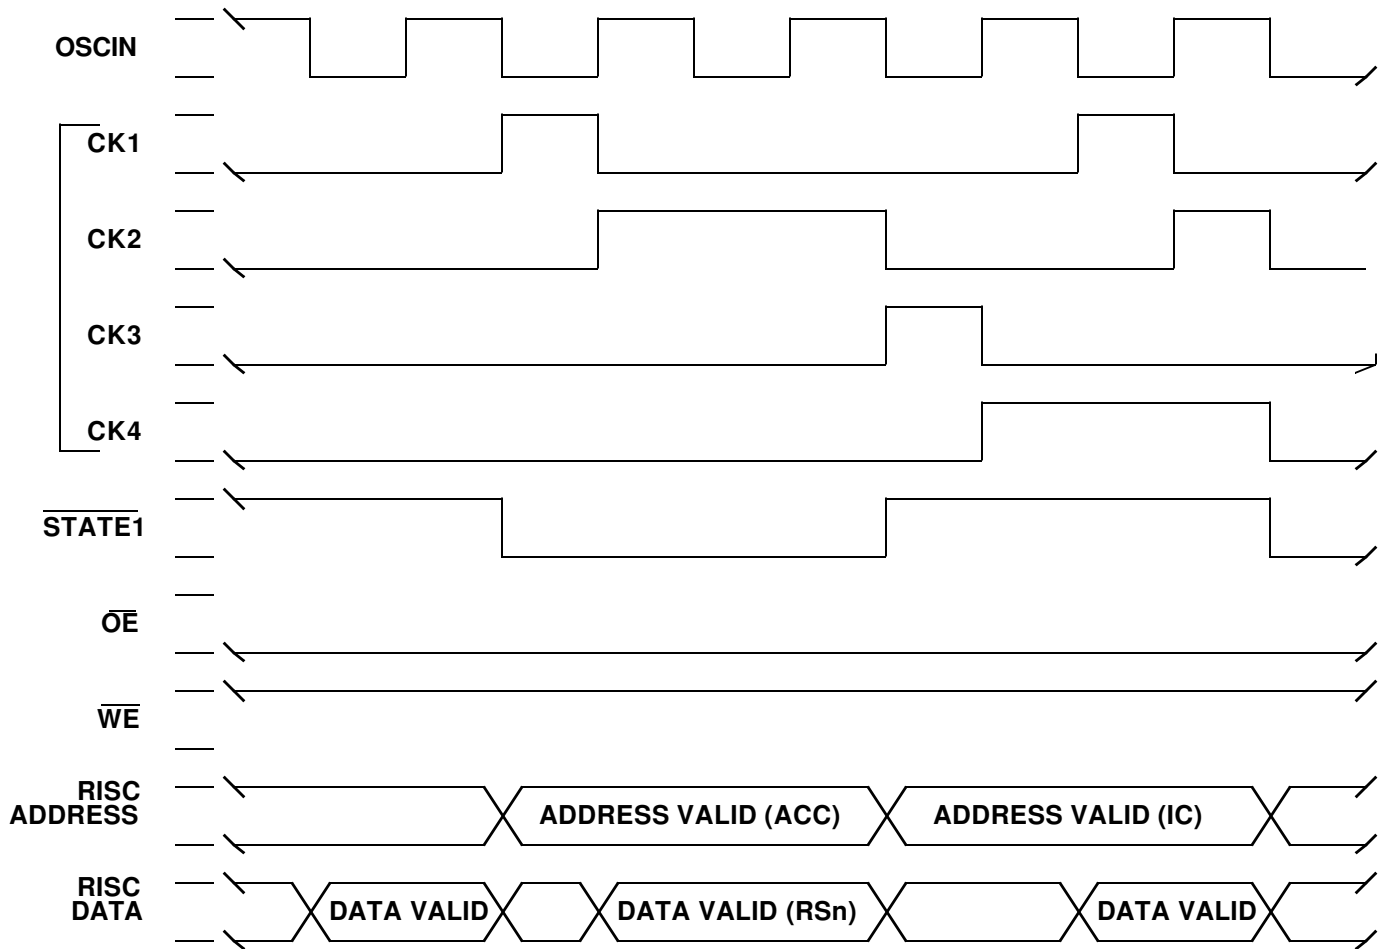 OSCIN
CK1
CK2
CK3
CK4
STATE1
OE
WE
RISC
ADDRESS
ADDRESS VALID (ACC)
ADDRESS VALID (IC)
RISC
DATA
DATA VALID
DATA VALID (RSn)
DATA VALID